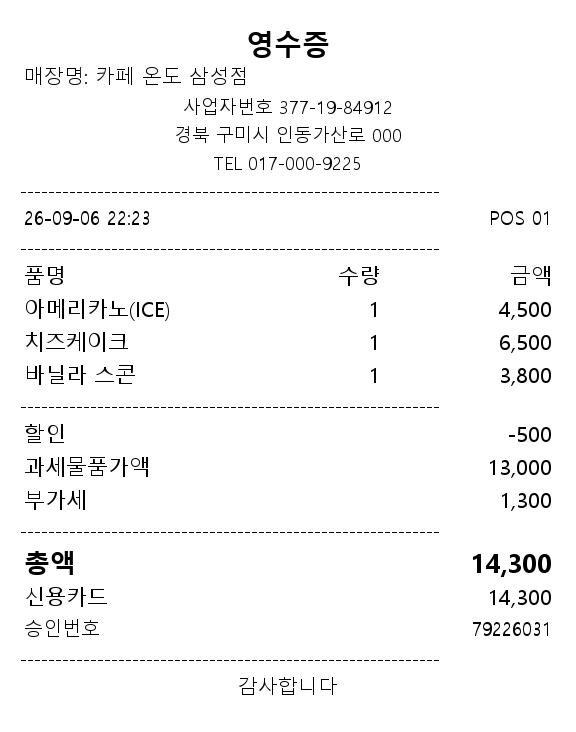 영수증
매장명: 카페 온도 삼성점
사업자번호 377-19-84912
경북 구미시 인동가산로 000
TEL 017-000-9225
26-09-06 22:23 POS 01
품명 수량 금액
아메리카노(ICE) 1 4,500
치즈케이크 1 6,500
바닐라 스콘 1 3,800
할인 -500
과세물품가액 13,000
부가세 1,300
총액 14,300
신용카드 14,300
승인번호 79226031
감사합니다